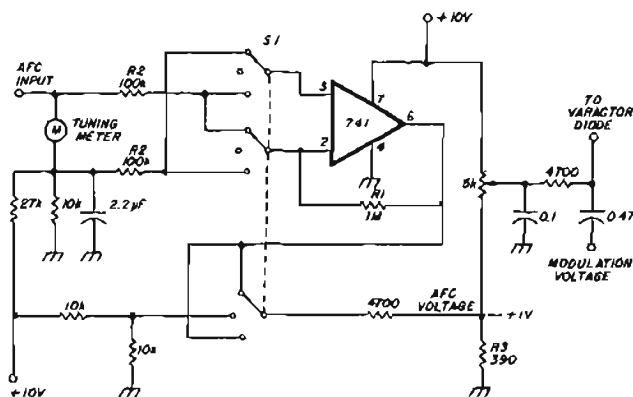 +10V
S1
AFC
INPUT
R2
100k
3
7
TO
VARACTOR
DIODE
M
TUNING
METER
741
6
2
4
R2
100k
5k
4700
27k
10k
2.2µF
R1
1M
0.1
0.47
MODULATION
VOLTAGE
10k
4700
AFC
VOLTAGE
+1V
10k
R3
390
+10V